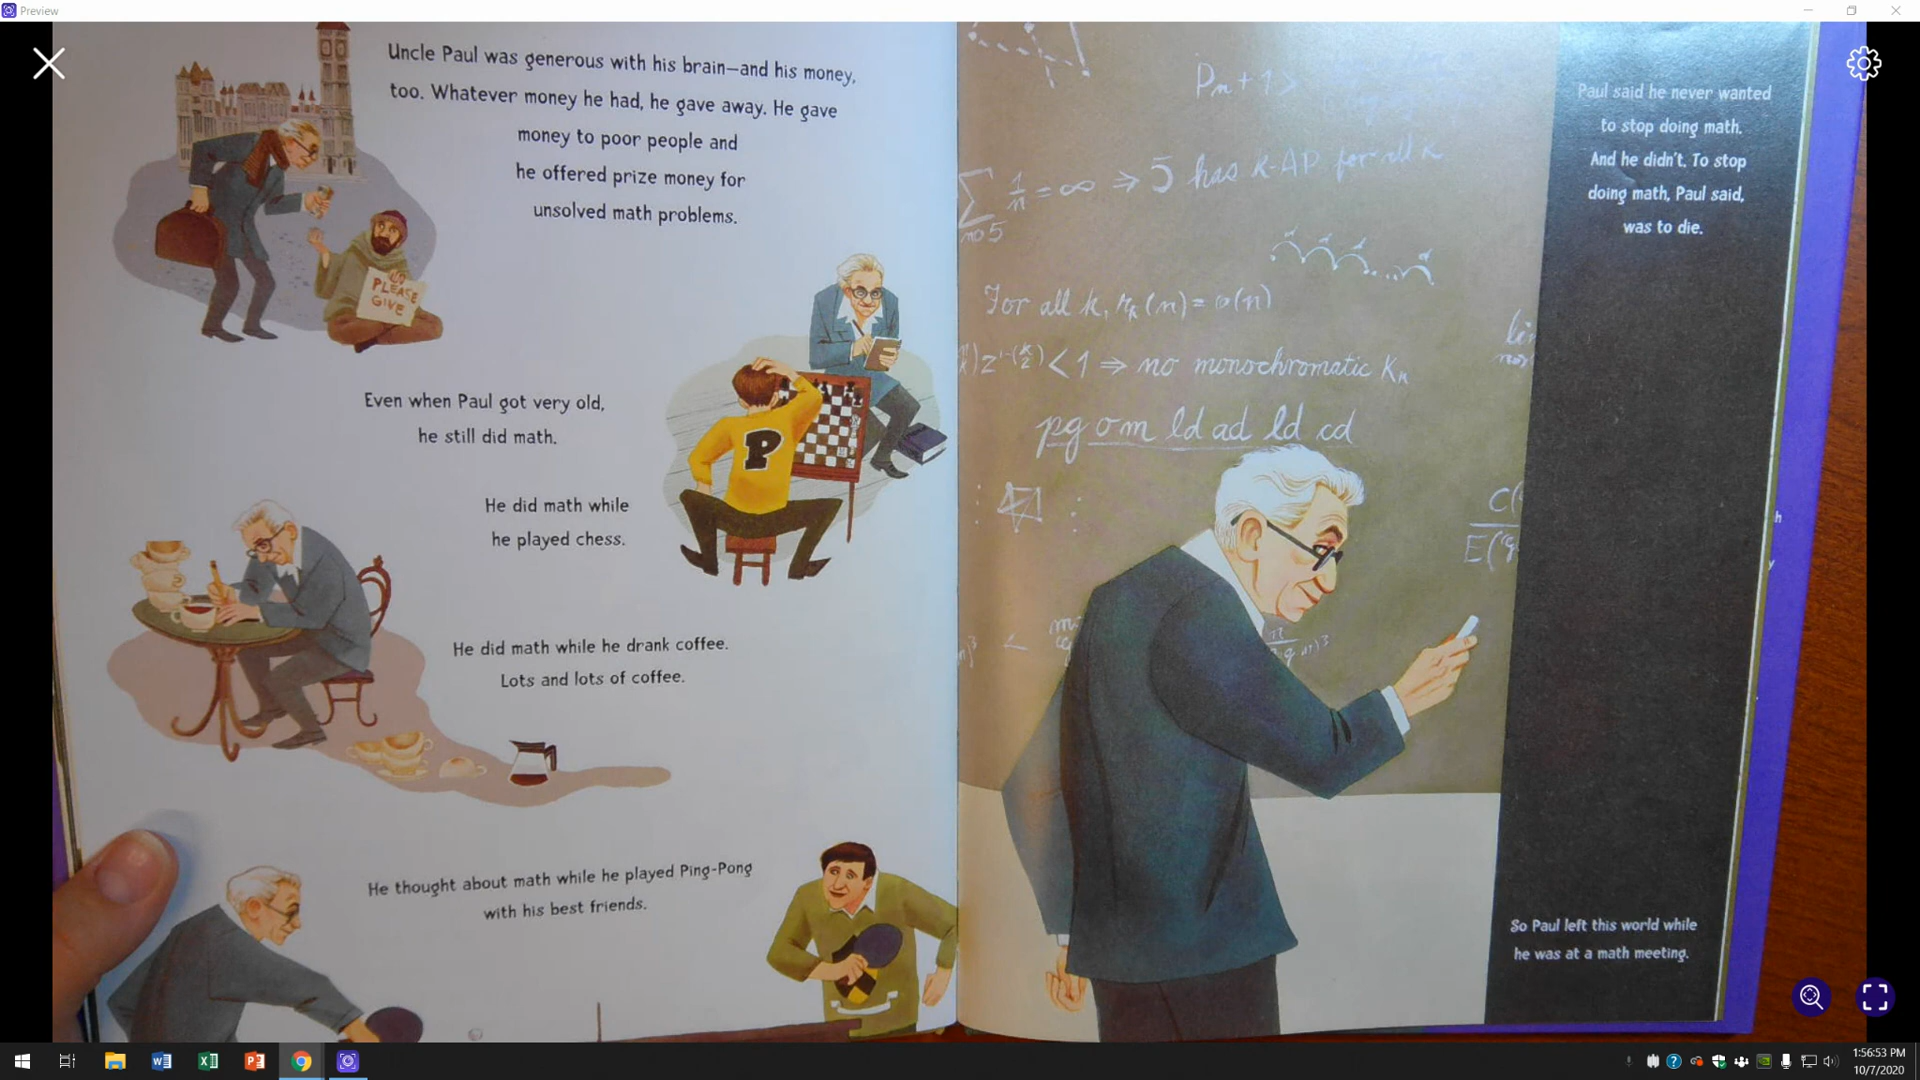 Preview
Uncle Paul was generous with his brain—and his money,
too. Whatever money he had, he gave away. He gave
money to poor people and
he offered prize money for
unsolved math problems.
PLEASE
GIVE
Even when Paul got very old,
he still did math.
P
He did math while
he played chess.
He did math while he drank coffee.
Lots and lots of coffee.
He thought about math while he played Ping-Pong
with his best friends.
Pn + 1 >
∑ 1/n = ∞ ⇒ 5 has k-AP for all k
n∞5
For all k, rk(n) = o(n)
< 1 ⇒ no monochromatic Kn
pg om ld ad ld cd
Paul said he never wanted
to stop doing math.
And he didn't. To stop
doing math, Paul said,
was to die.
So Paul left this world while
he was at a math meeting.
1:56:53 PM
10/7/2020